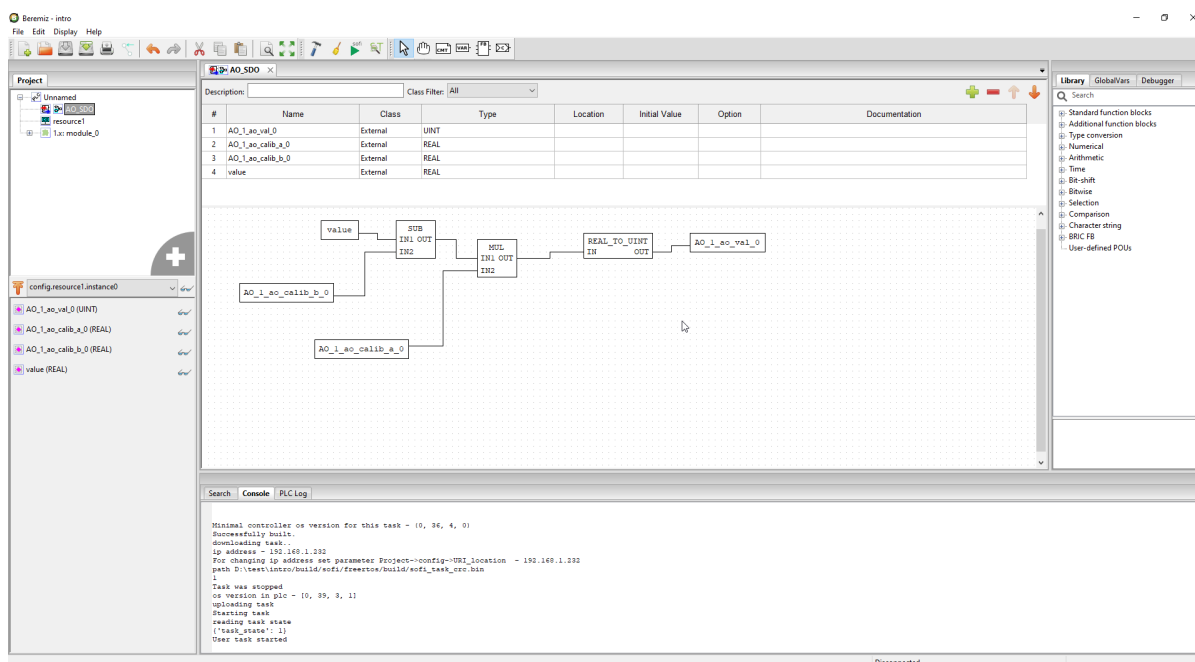 Beremiz - intro
File Edit Display Help
Project
Unnamed
AO_SDO
resource1
1.x: module_0
config.resource1.instance0
AO_1_ao_val_0 (UINT)
AO_1_ao_calib_a_0 (REAL)
AO_1_ao_calib_b_0 (REAL)
value (REAL)
AO_SDO
Description: Class Filter: All
# Name Class Type Location Initial Value Option Documentation
1 AO_1_ao_val_0 External UINT
2 AO_1_ao_calib_a_0 External REAL
3 AO_1_ao_calib_b_0 External REAL
4 value External REAL
value
SUB
IN1 OUT
IN2
MUL
IN1 OUT
IN2
REAL_TO_UINT
IN OUT
AO_1_ao_val_0
AO_1_ao_calib_b_0
AO_1_ao_calib_a_0
Search Console PLC Log
Minimal controller os version for this task - (0, 36, 4, 0)
Successfully built.
downloading task..
ip address - 192.168.1.232
For changing ip address set parameter Project->config->URI_location - 192.168.1.232
path D:\test\intro/build/sofi/freertos/build/sofi_task_crc.bin
1
Task was stopped
os version in plc - [0, 39, 3, 1]
uploading task
Starting task
reading task state
{'task_state': 1}
User task started
Library GlobalVars Debugger
Search
Standard function blocks
Additional function blocks
Type conversion
Numerical
Arithmetic
Time
Bit-shift
Bitwise
Selection
Comparison
Character string
BRIC FB
User-defined POUs